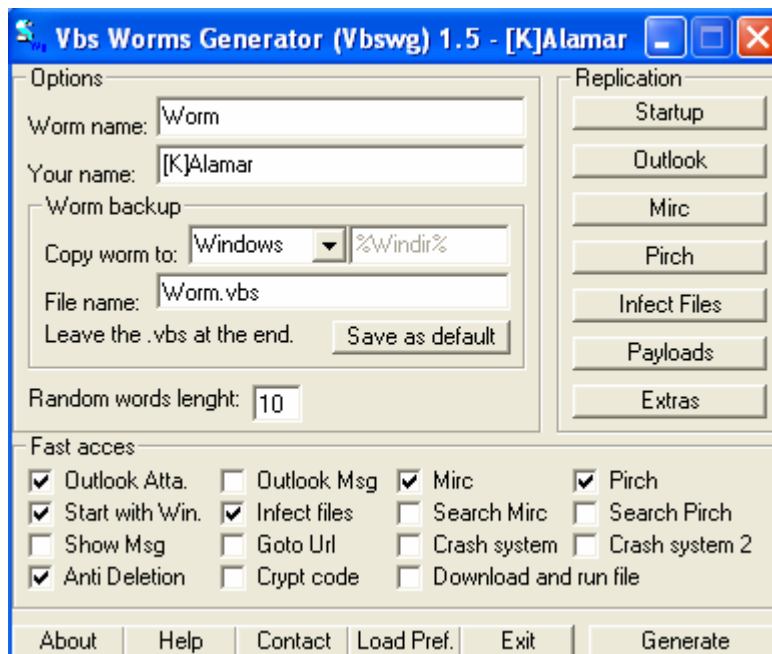 Vbs Worms Generator (Vbswg) 1.5 - [K]Alamar
Options
Worm name: Worm
Your name: [K]Alamar
Worm backup
Copy worm to: Windows %Windir%
File name: Worm.vbs
Leave the .vbs at the end. Save as default
Random words lenght: 10
Replication
Startup
Outlook
Mirc
Pirch
Infect Files
Payloads
Extras
Fast acces
Outlook Atta. Outlook Msg Mirc Pirch
Start with Win. Infect files Search Mirc Search Pirch
Show Msg Goto Url Crash system Crash system 2
Anti Deletion Crypt code Download and run file
About Help Contact Load Pref. Exit Generate